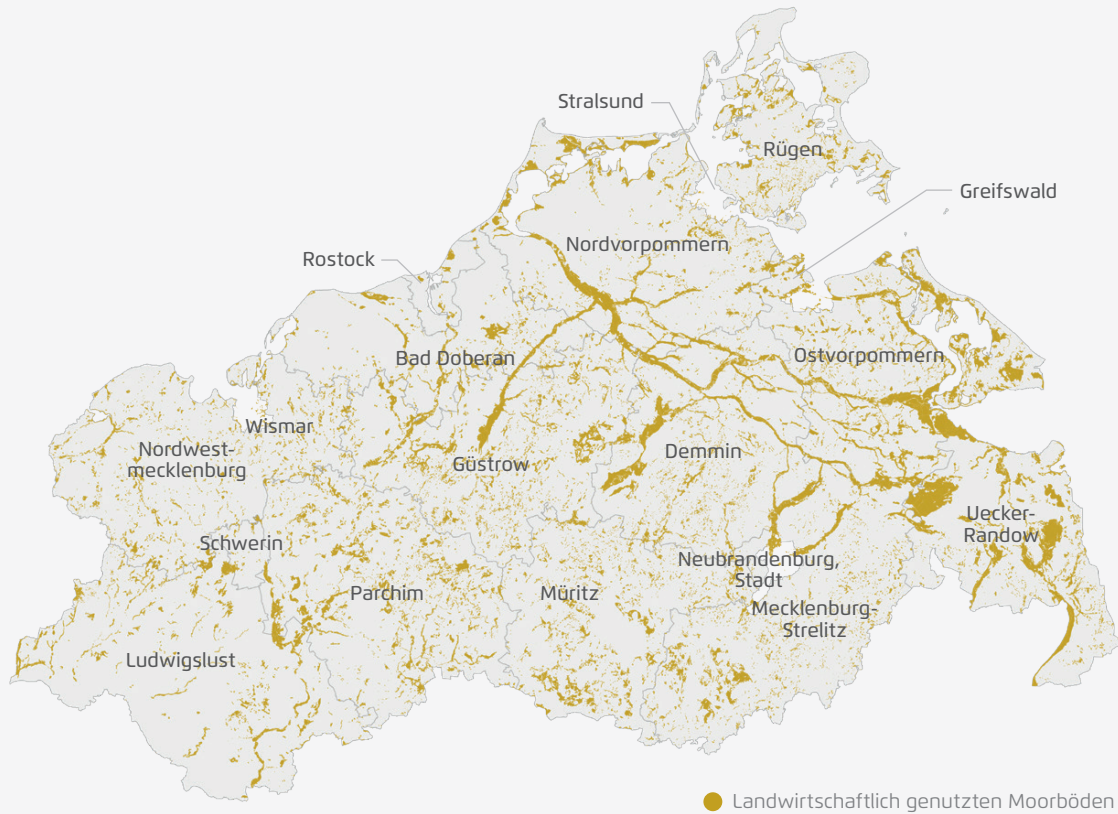 Stralsund
Rügen
Greifswald
Nordvorpommern
Rostock
Bad Doberan
Ostvorpommern
Wismar
Nordwest-
mecklenburg
Güstrow
Demmin
Uecker-
Randow
Schwerin
Neubrandenburg,
Stadt
Parchim
Müritz
Mecklenburg-
Strelitz
Ludwigslust
Landwirtschaftlich genutzten Moorböden